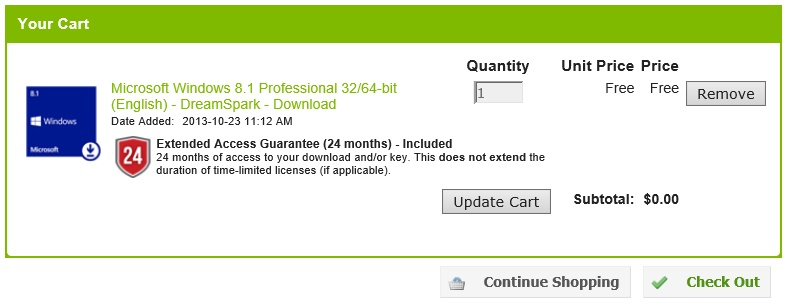 Your Cart
Quantity Unit Price Price
8.1
Windows
Microsoft
Microsoft Windows 8.1 Professional 32/64-bit
(English) - DreamSpark - Download
1 Free Free Remove
Date Added: 2013-10-23 11:12 AM
24
Extended Access Guarantee (24 months) - Included
24 months of access to your download and/or key. This does not extend the
duration of time-limited licenses (if applicable).
Update Cart Subtotal: $0.00
Continue Shopping Check Out